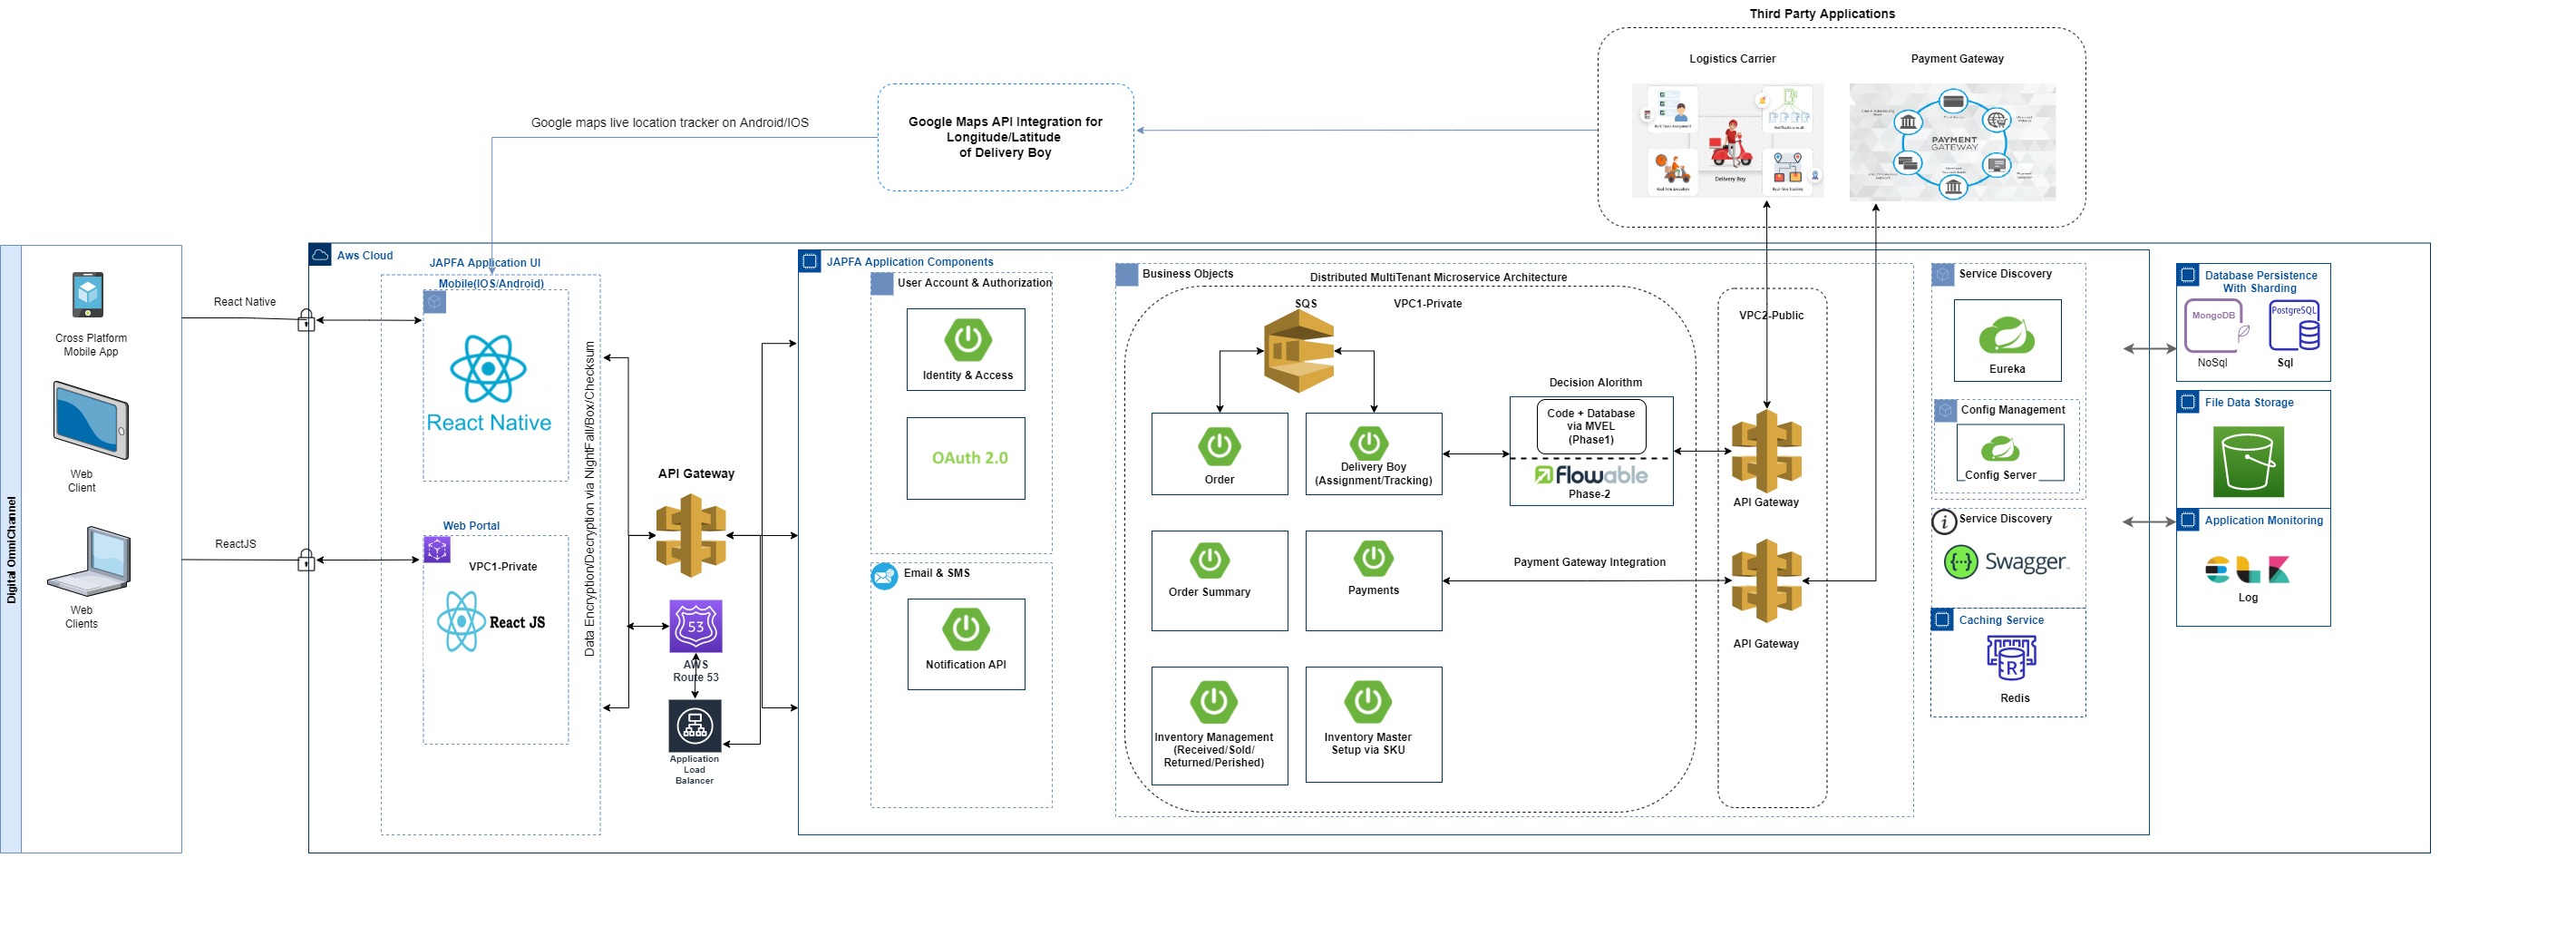 Third Party Applications
Logistics Carrier
Payment Gateway
Delivery Boy
PAYMENT
GATEWAY
Google maps live location tracker on Android/IOS
Google Maps API Integration for
Longitude/Latitude
of Delivery Boy
Digital OmniChannel
Cross Platform
Mobile App
Web
Client
Web
Clients
React Native
ReactJS
Aws Cloud
JAPFA Application UI
Mobile(IOS/Android)
React Native
Web Portal
VPC1-Private
React JS
Data Encryption/Decryption via NightFall/Box/Checksum
API Gateway
53
AWS
Route 53
Application
Load
Balancer
JAPFA Application Components
User Account & Authorization
Identity & Access
OAuth 2.0
Email & SMS
Notification API
Business Objects
Distributed MultiTenant Microservice Architecture
SQS
VPC1-Private
Order
Delivery Boy
(Assignment/Tracking)
Decision Alorithm
Code + Database
via MVEL
(Phase1)
flowable
Phase-2
Order Summary
Payments
Payment Gateway Integration
Inventory Management
(Received/Sold/
Returned/Perished)
Inventory Master
Setup via SKU
VPC2-Public
API Gateway
API Gateway
Service Discovery
Eureka
Config Management
Config Server
i
Service Discovery
{··}
Swagger
Caching Service
R
Redis
Database Persistence
With Sharding
MongoDB
NoSql
PostgreSQL
Sql
File Data Storage
Application Monitoring
ELK
Log